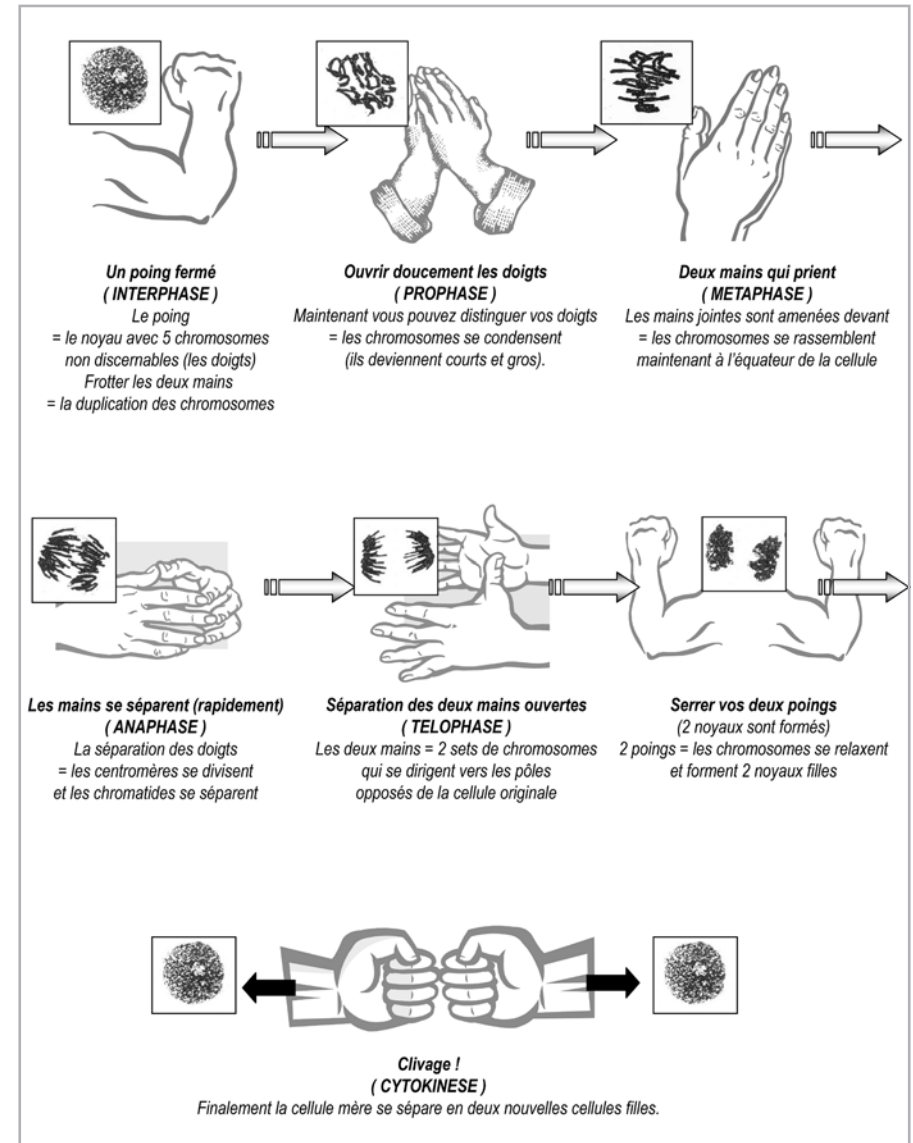 Un poing fermé
( INTERPHASE )
Le poing
= le noyau avec 5 chromosomes
non discernables (les doigts)
Frotter les deux mains
= la duplication des chromosomes
Ouvrir doucement les doigts
( PROPHASE )
Maintenant vous pouvez distinguer vos doigts
= les chromosomes se condensent
(ils deviennent courts et gros).
Deux mains qui prient
( METAPHASE )
Les mains jointes sont amenées devant
= les chromosomes se rassemblent
maintenant à l'équateur de la cellule
Les mains se séparent (rapidement)
( ANAPHASE )
La séparation des doigts
= les centromères se divisent
et les chromatides se séparent
Séparation des deux mains ouvertes
( TELOPHASE )
Les deux mains = 2 sets de chromosomes
qui se dirigent vers les pôles
opposés de la cellule originale
Serrer vos deux poings
(2 noyaux sont formés)
2 poings = les chromosomes se relaxent
et forment 2 noyaux filles
Clivage !
( CYTOKINESE )
Finalement la cellule mère se sépare en deux nouvelles cellules filles.